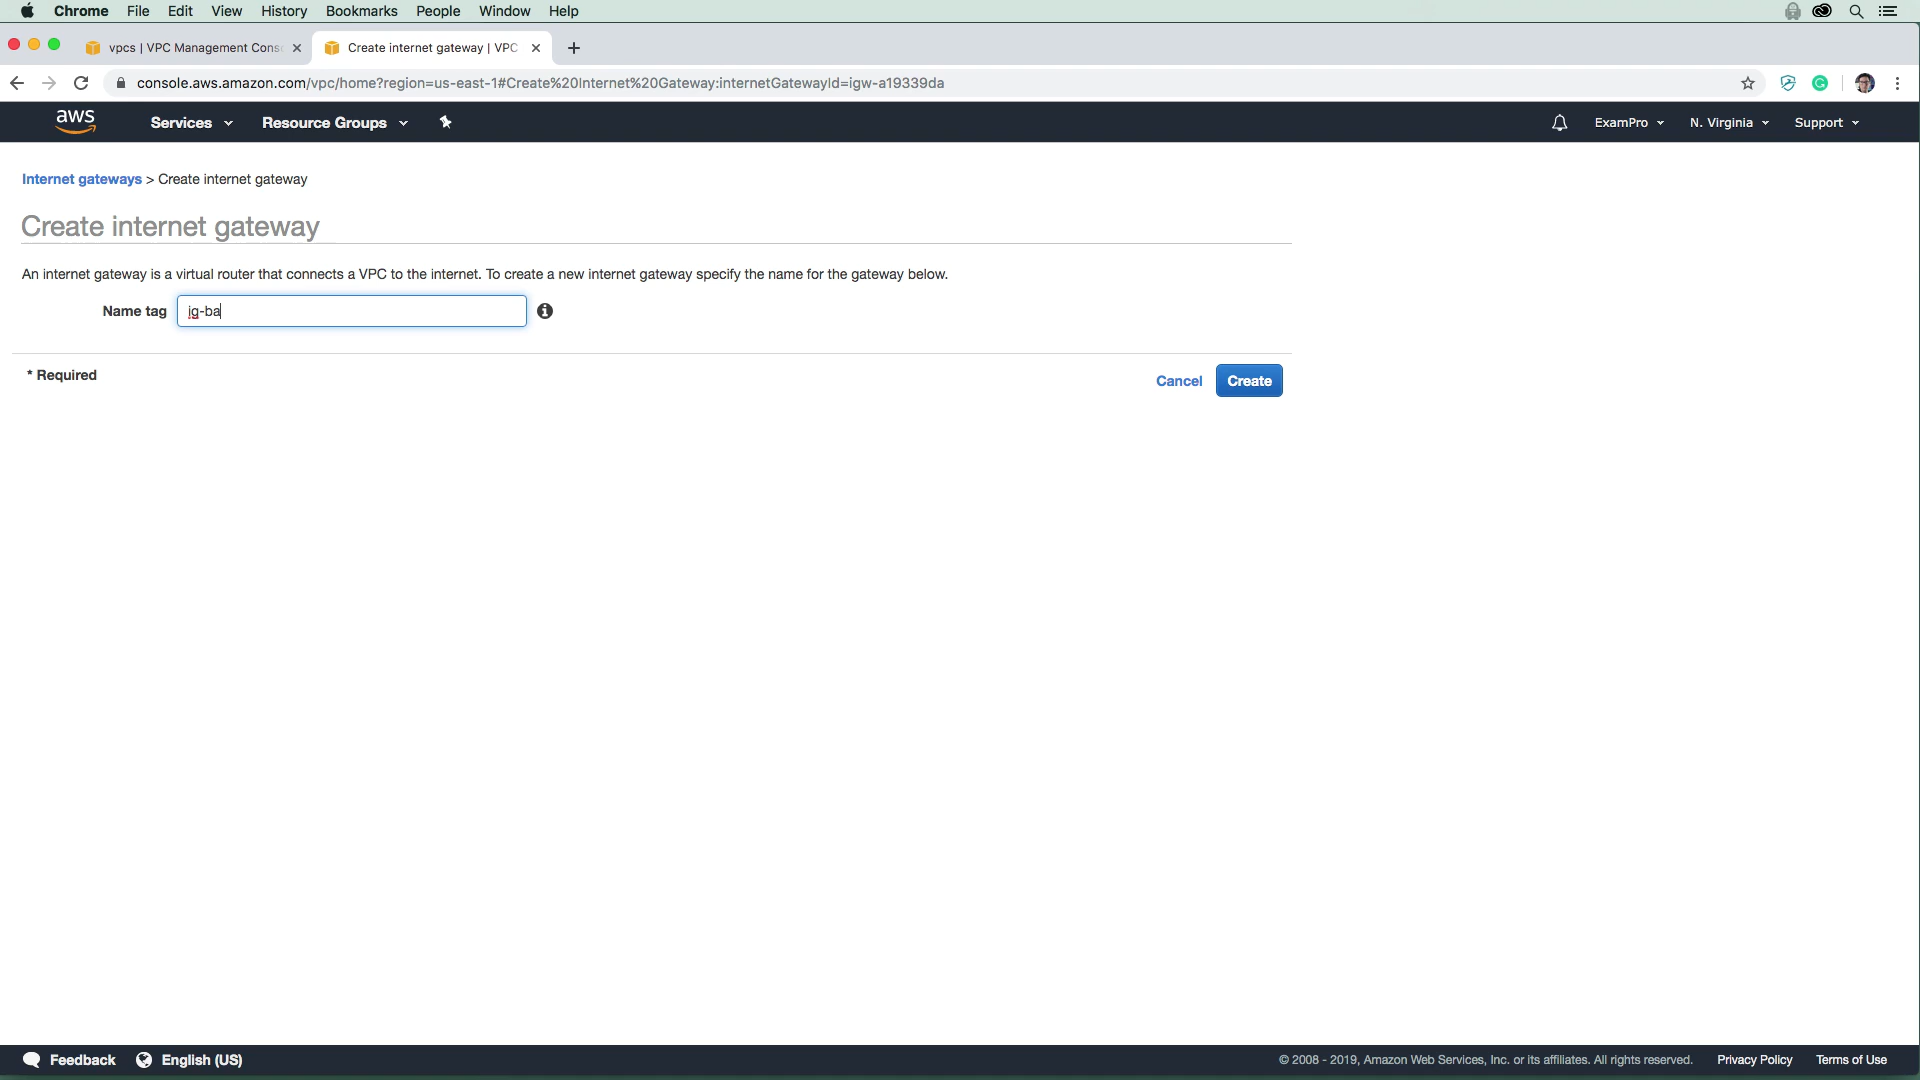 Chrome File Edit View History Bookmarks People Window Help
vpcs | VPC Management Cons
Create internet gateway | VPC
console.aws.amazon.com/vpc/home?region=us-east-1#Create%20Internet%20Gateway:internetGatewayId=igw-a19339da
aws Services Resource Groups ExamPro N. Virginia Support
Internet gateways > Create internet gateway
Create internet gateway
An internet gateway is a virtual router that connects a VPC to the internet. To create a new internet gateway specify the name for the gateway below.
Name tag ig-ba
* Required Cancel Create
Feedback English (US) © 2008 - 2019, Amazon Web Services, Inc. or its affiliates. All rights reserved. Privacy Policy Terms of Use